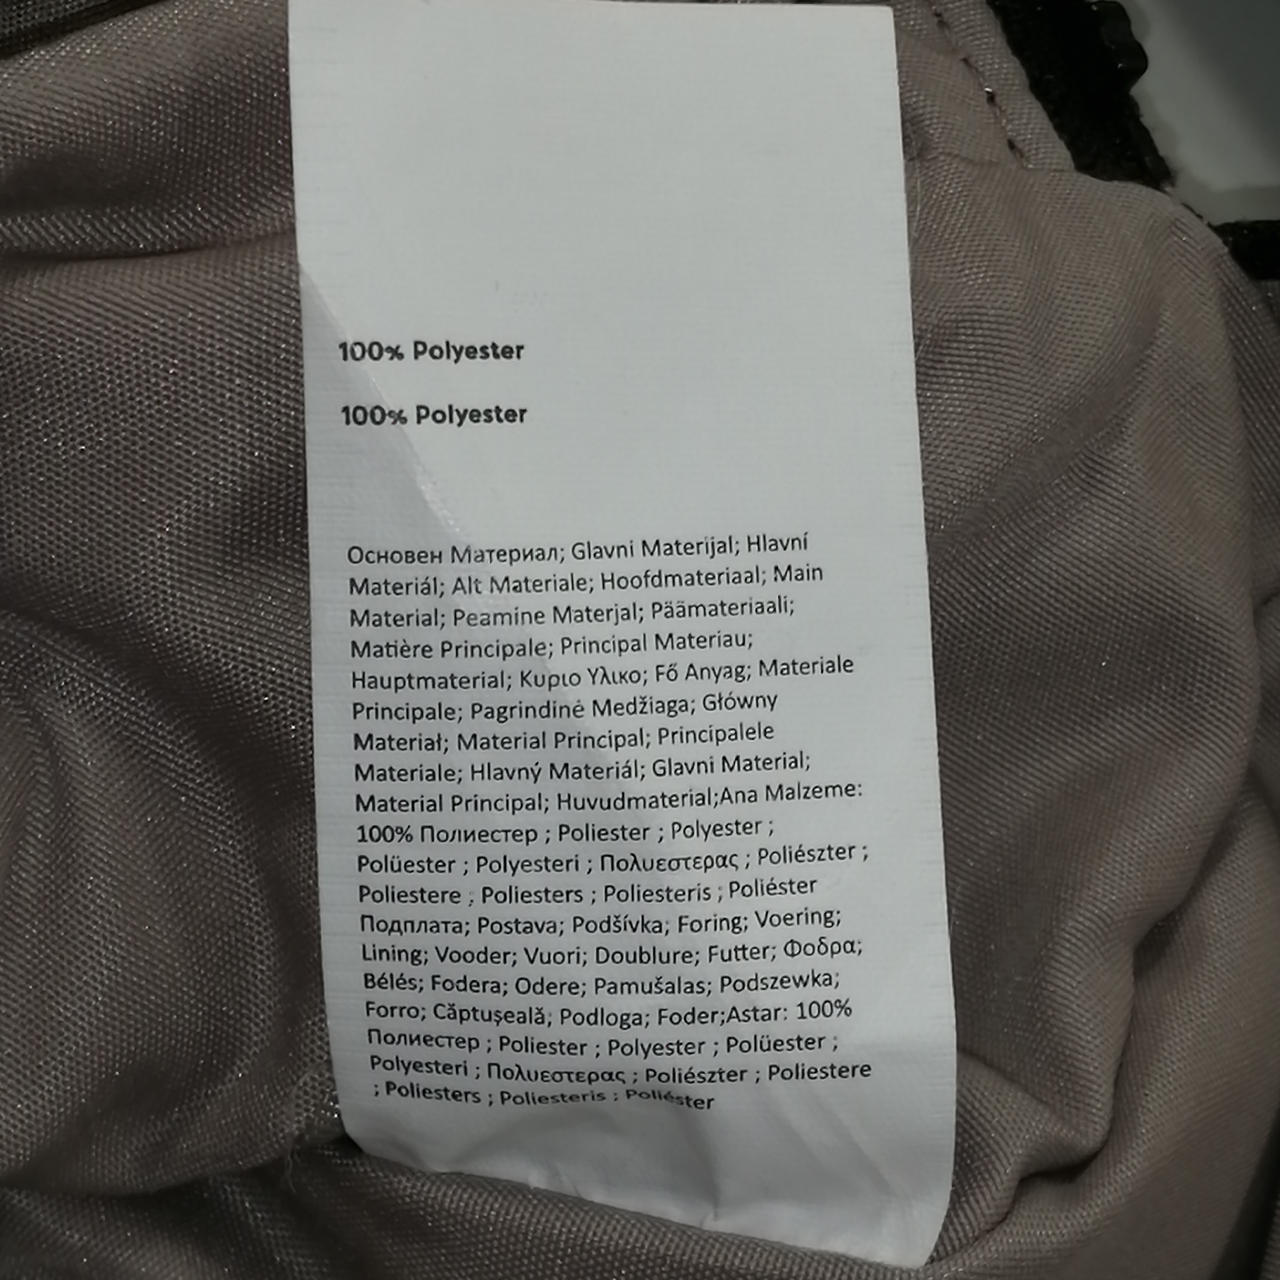 100% Polyester
100% Polyester
Основен Материал; Glavni Materijal; Hlavní
Materiál; Alt Materiale; Hoofdmateriaal; Main
Material; Peamine Materjal; Päämateriaali;
Matière Principale; Principal Materiau;
Hauptmaterial; Κυριο Υλικο; Fő Anyag; Materiale
Principale; Pagrindinė Medžiaga; Główny
Materiał; Material Principal; Principalele
Materiale; Hlavný Materiál; Glavni Material;
Material Principal; Huvudmaterial;Ana Malzeme:
100% Полиестер ; Poliester ; Polyester ;
Polüester ; Polyesteri ; Πολυεστερας ; Poliészter ;
Poliestere ; Poliesters ; Poliesteris ; Poliéster
Подплата; Postava; Podšívka; Foring; Voering;
Lining; Vooder; Vuori; Doublure; Futter; Φοδρα;
Bélés; Fodera; Odere; Pamušalas; Podszewka;
Forro; Căptușeală; Podloga; Foder;Astar: 100%
Полиестер ; Poliester ; Polyester ; Polüester ;
Polyesteri ; Πολυεστερας ; Poliészter ; Poliestere
; Poliesters ; Poliesteris ; Poliéster